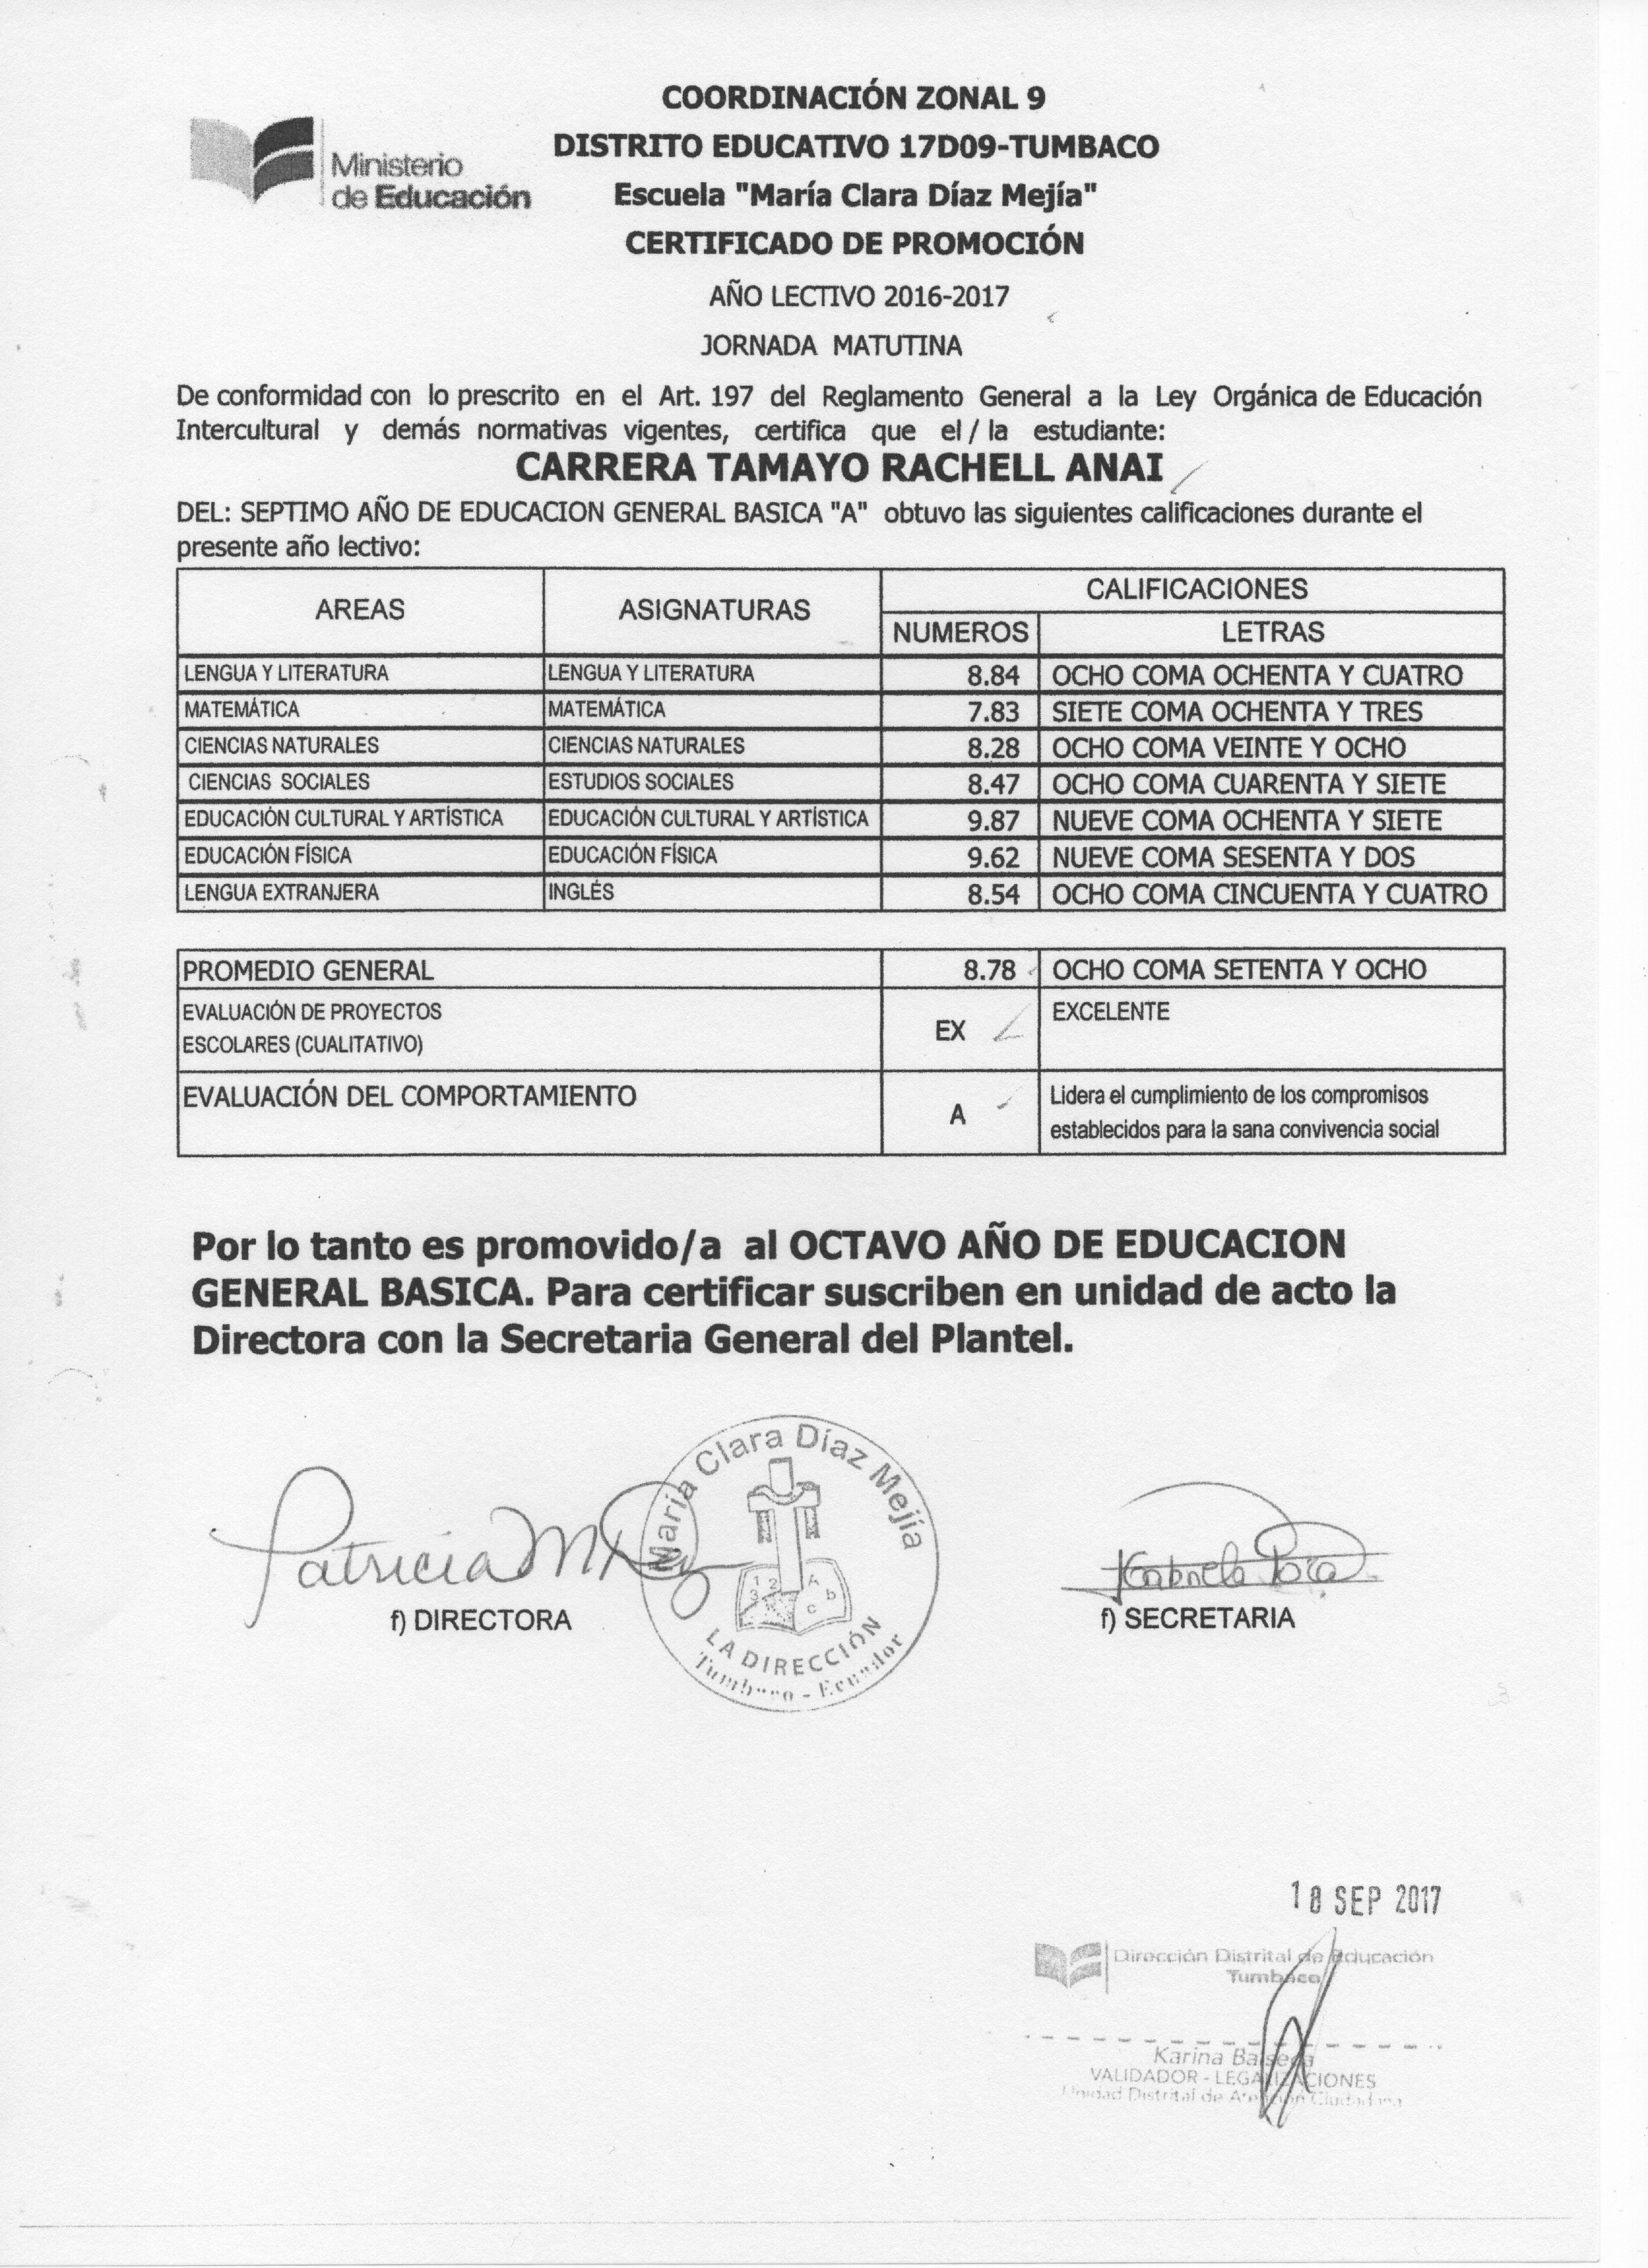 Ministerio
de Educación
COORDINACIÓN ZONAL 9
DISTRITO EDUCATIVO 17D09-TUMBACO
Escuela "María Clara Díaz Mejía"
CERTIFICADO DE PROMOCIÓN
AÑO LECTIVO 2016-2017
JORNADA MATUTINA
De conformidad con lo prescrito en el Art. 197 del Reglamento General a la Ley Orgánica de Educación
Intercultural y demás normativas vigentes, certifica que el / la estudiante:
CARRERA TAMAYO RACHELL ANAI
DEL: SEPTIMO AÑO DE EDUCACION GENERAL BASICA "A" obtuvo las siguientes calificaciones durante el
presente año lectivo:
AREAS ASIGNATURAS CALIFICACIONES
NUMEROS LETRAS
LENGUA Y LITERATURA LENGUA Y LITERATURA 8.84 OCHO COMA OCHENTA Y CUATRO
MATEMÁTICA MATEMÁTICA 7.83 SIETE COMA OCHENTA Y TRES
CIENCIAS NATURALES CIENCIAS NATURALES 8.28 OCHO COMA VEINTE Y OCHO
CIENCIAS SOCIALES ESTUDIOS SOCIALES 8.47 OCHO COMA CUARENTA Y SIETE
EDUCACIÓN CULTURAL Y ARTÍSTICA EDUCACIÓN CULTURAL Y ARTÍSTICA 9.87 NUEVE COMA OCHENTA Y SIETE
EDUCACIÓN FÍSICA EDUCACIÓN FÍSICA 9.62 NUEVE COMA SESENTA Y DOS
LENGUA EXTRANJERA INGLÉS 8.54 OCHO COMA CINCUENTA Y CUATRO
PROMEDIO GENERAL 8.78 OCHO COMA SETENTA Y OCHO
EVALUACIÓN DE PROYECTOS
ESCOLARES (CUALITATIVO) EX EXCELENTE
EVALUACIÓN DEL COMPORTAMIENTO A Lidera el cumplimiento de los compromisos
establecidos para la sana convivencia social
Por lo tanto es promovido/a al OCTAVO AÑO DE EDUCACION
GENERAL BASICA. Para certificar suscriben en unidad de acto la
Directora con la Secretaria General del Plantel.
María Clara Díaz Mejía
1 2 3 A b c
LA DIRECCIÓN
Tumbaco - Ecuador
Patricia
f) DIRECTORA
f) SECRETARIA
18 SEP 2017
Dirección Distrital de Educación
Tumbaco
Karina Balseca
VALIDADOR - LEGALIZACIONES
Unidad Distrital de Atención Ciudadana